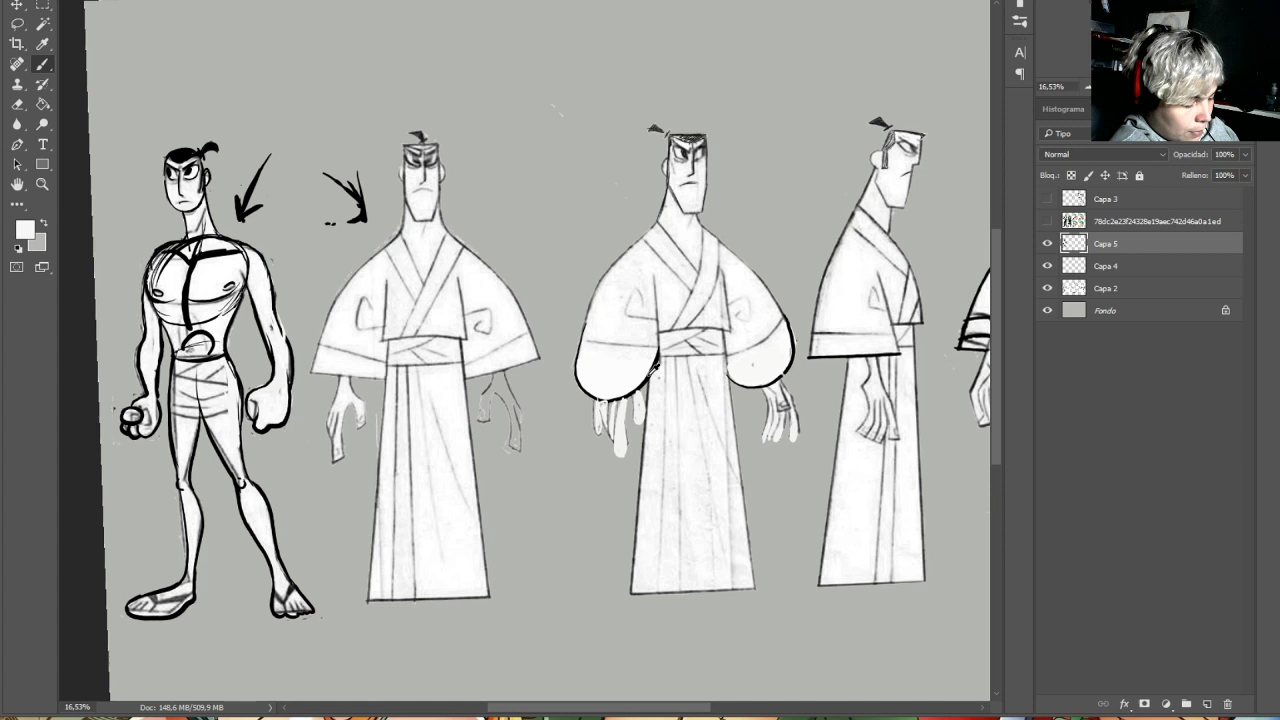 16,53%
Histograma
Tipo
Normal
Opacidad: 100%
Bloq.:
Relleno: 100%
Capa 3
78dc2e23f24328e19aec742d46a0a1ed
Capa 5
Capa 4
Capa 2
Fondo
16,53%
Doc: 148,6 MB/509,9 MB